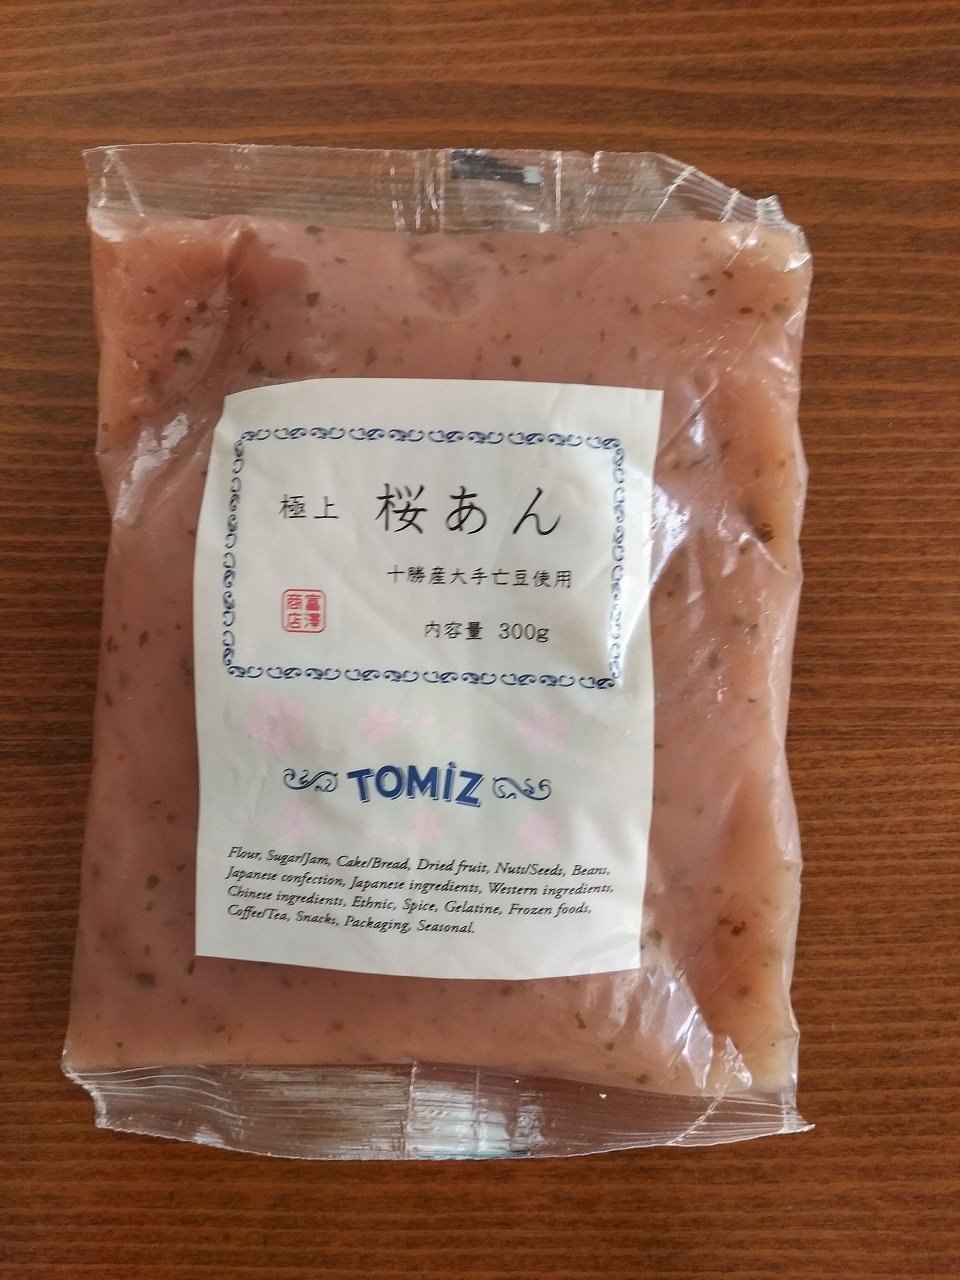 極上 桜あん
十勝産大手亡豆使用
富澤
商店
内容量 300g
TOMIZ
Flour, Sugar/Jam, Cake/Bread, Dried fruit, Nuts/Seeds, Beans,
Japanese confection, Japanese ingredients, Western ingredients,
Chinese ingredients, Ethnic, Spice, Gelatine, Frozen foods,
Coffee/Tea, Snacks, Packaging, Seasonal.